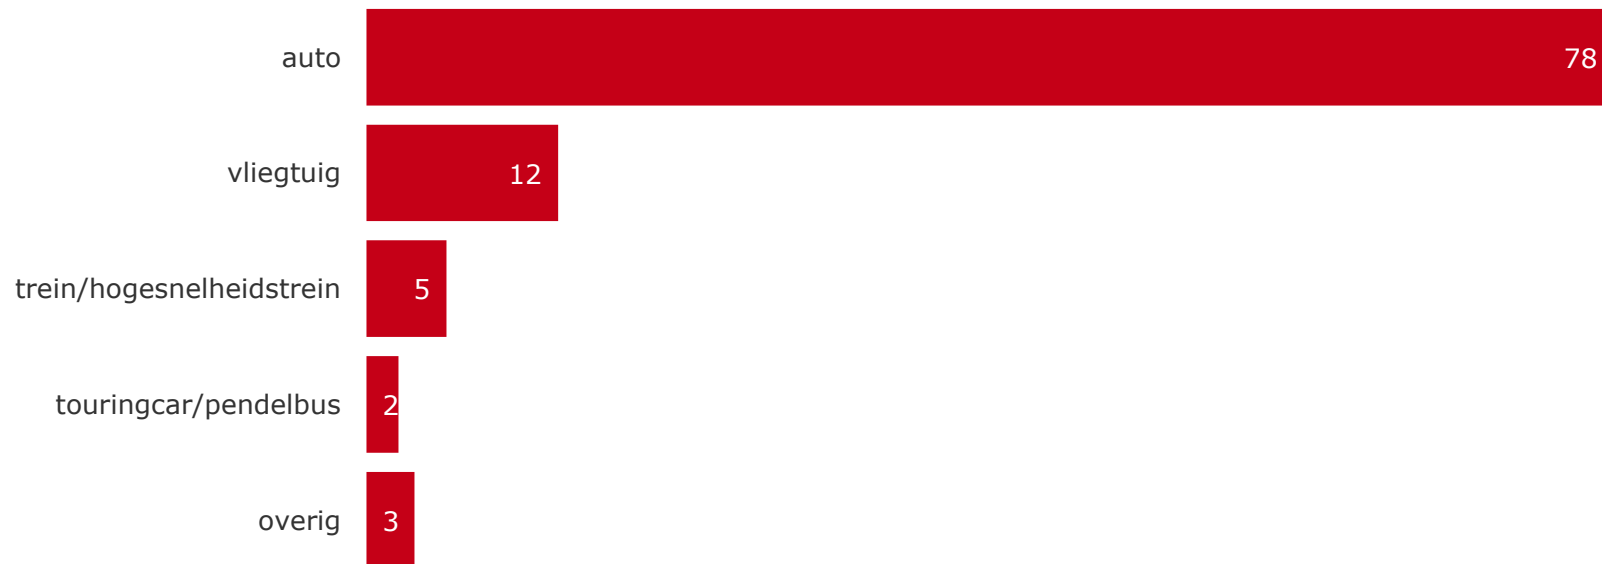 auto 78
vliegtuig 12
trein/hogesnelheidstrein 5
touringcar/pendelbus 2
overig 3